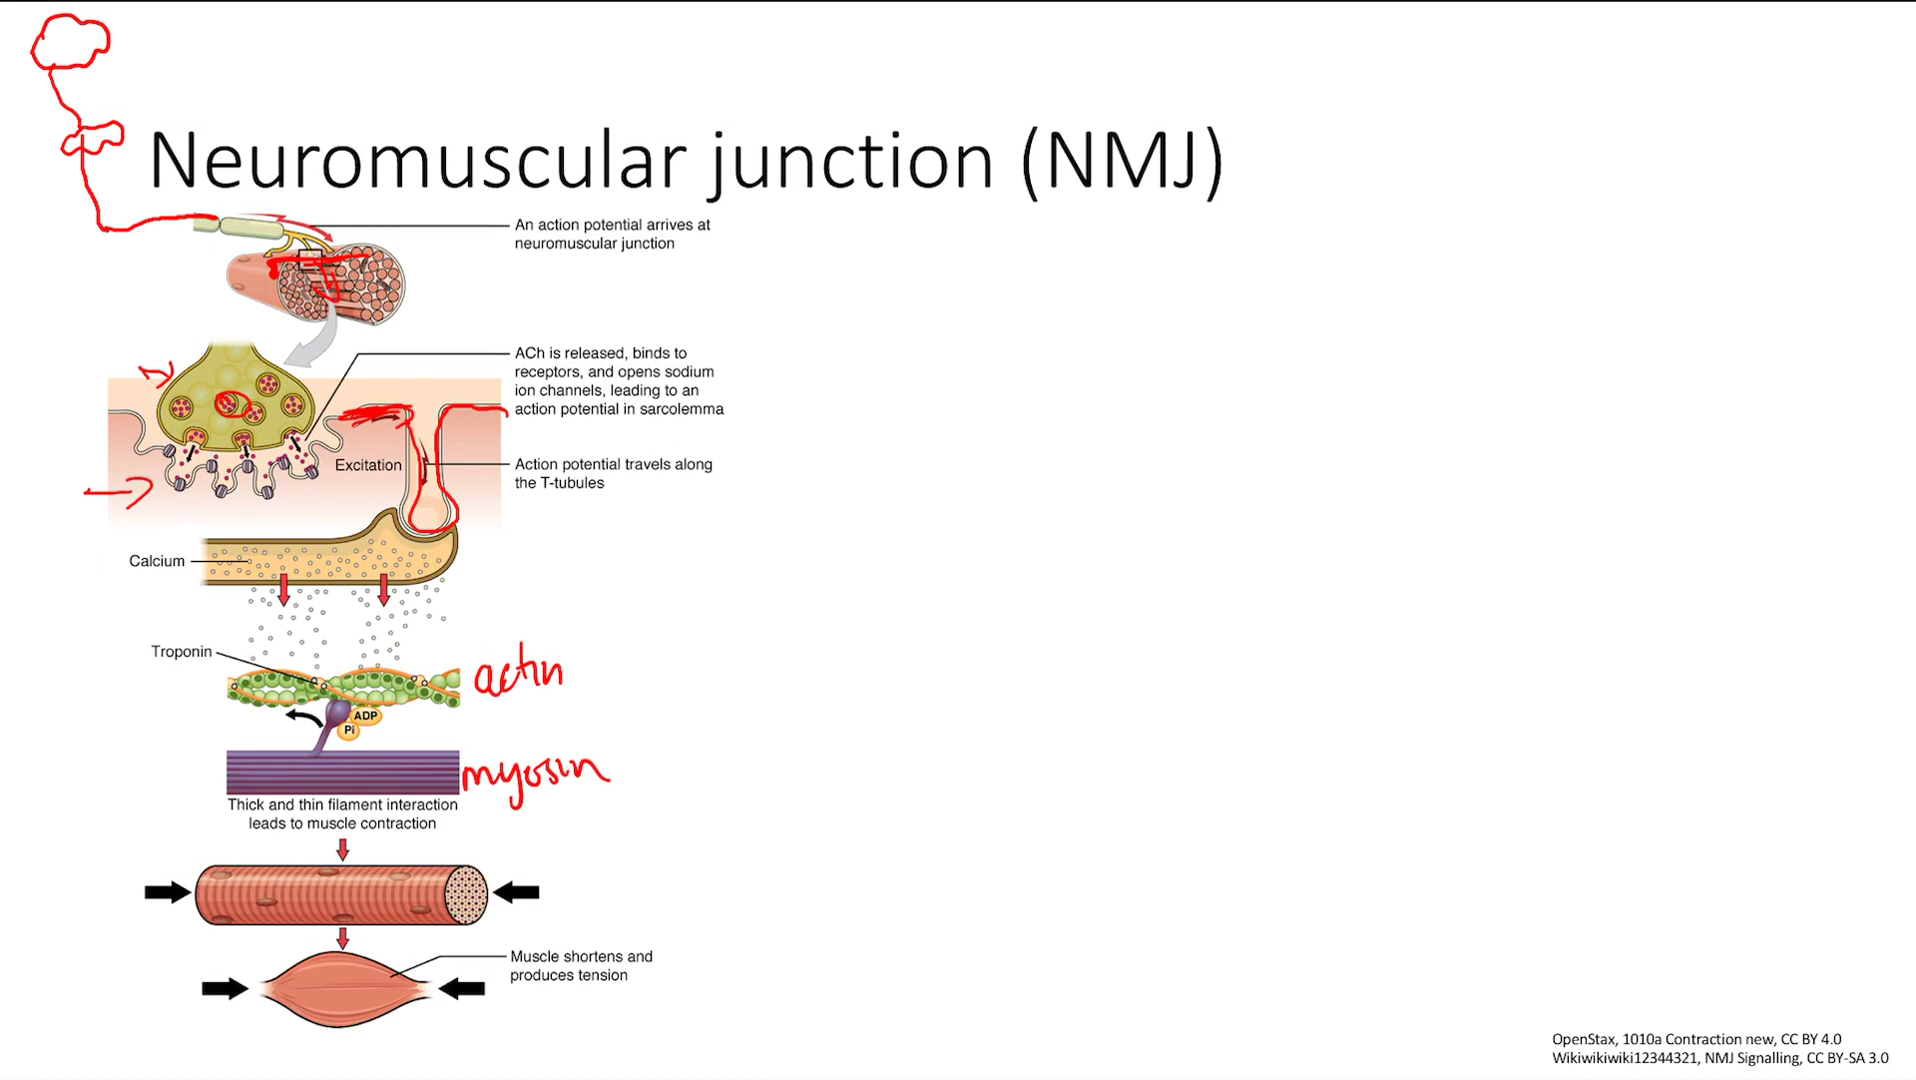 Neuromuscular junction (NMJ)
An action potential arrives at
neuromuscular junction
ACh is released, binds to
receptors, and opens sodium
ion channels, leading to an
action potential in sarcolemma
Excitation
Action potential travels along
the T-tubules
Calcium
Troponin
actin
ADP
Pi
myosin
Thick and thin filament interaction
leads to muscle contraction
Muscle shortens and
produces tension
OpenStax, 1010a Contraction new, CC BY 4.0
Wikiwikiwiki12344321, NMJ Signalling, CC BY-SA 3.0